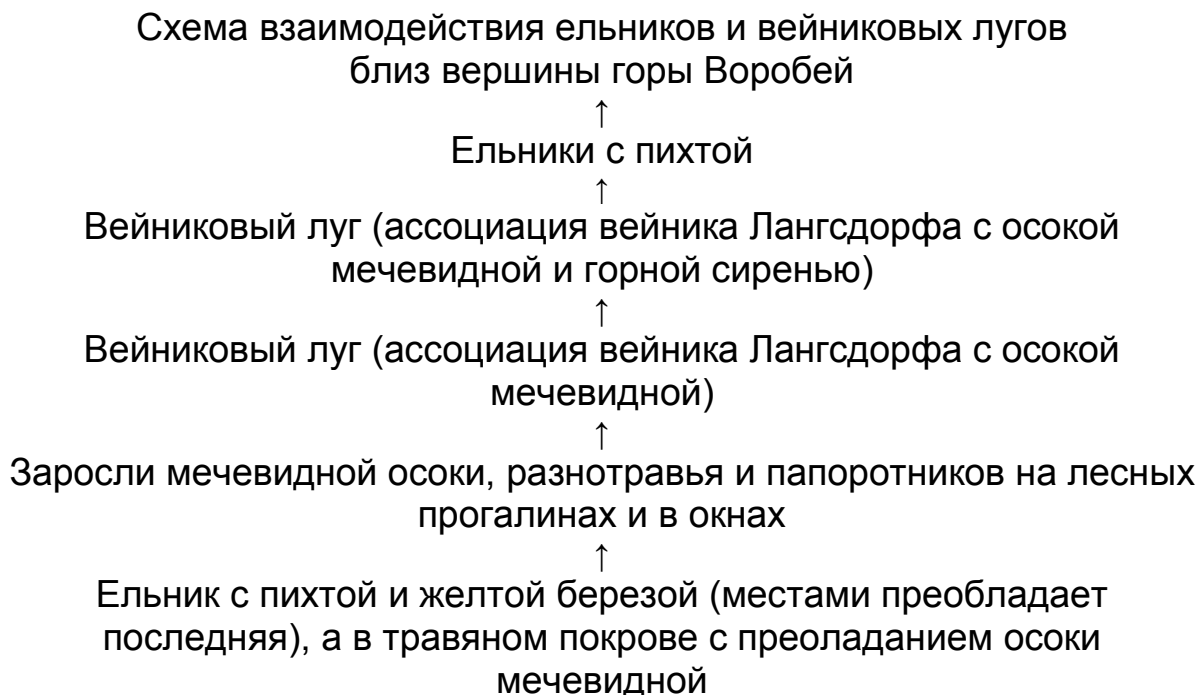 Схема взаимодействия ельников и вейниковых лугов
близ вершины горы Воробей
↑
Ельники с пихтой
↑
Вейниковый луг (ассоциация вейника Лангсдорфа с осокой
мечевидной и горной сиренью)
↑
Вейниковый луг (ассоциация вейника Лангсдорфа с осокой
мечевидной)
↑
Заросли мечевидной осоки, разнотравья и папоротников на лесных
прогалинах и в окнах
↑
Ельник с пихтой и желтой березой (местами преобладает
последняя), а в травяном покрове с преоладанием осоки
мечевидной